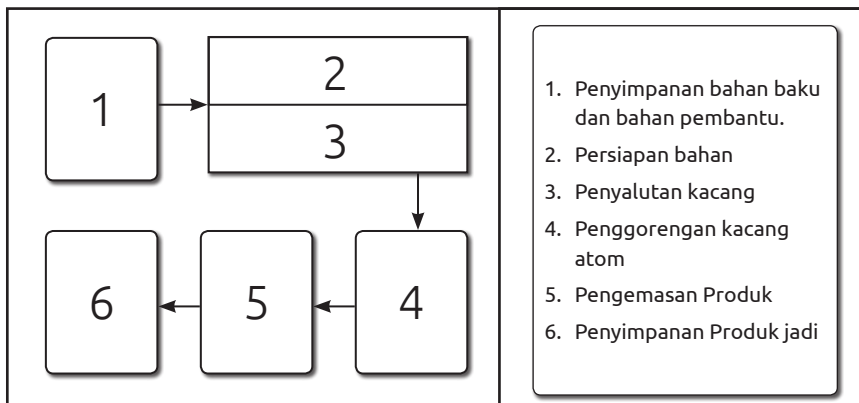 1
2
3
6
5
4
1. Penyimpanan bahan baku
dan bahan pembantu.
2. Persiapan bahan
3. Penyalutan kacang
4. Penggorengan kacang
atom
5. Pengemasan Produk
6. Penyimpanan Produk jadi